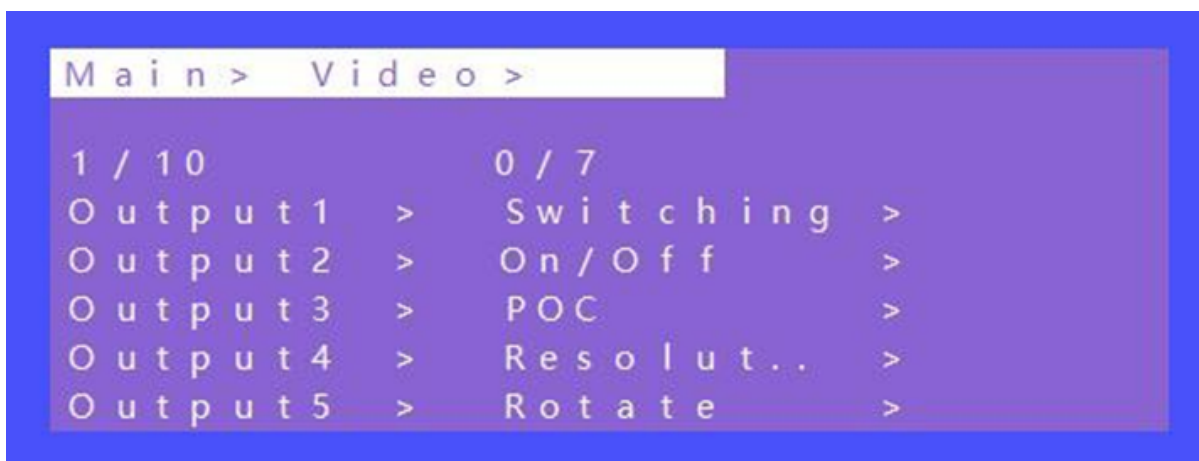 Main> Video>
1/10 0/7
Output1 > Switching >
Output2 > On/Off >
Output3 > POC >
Output4 > Resolut.. >
Output5 > Rotate >